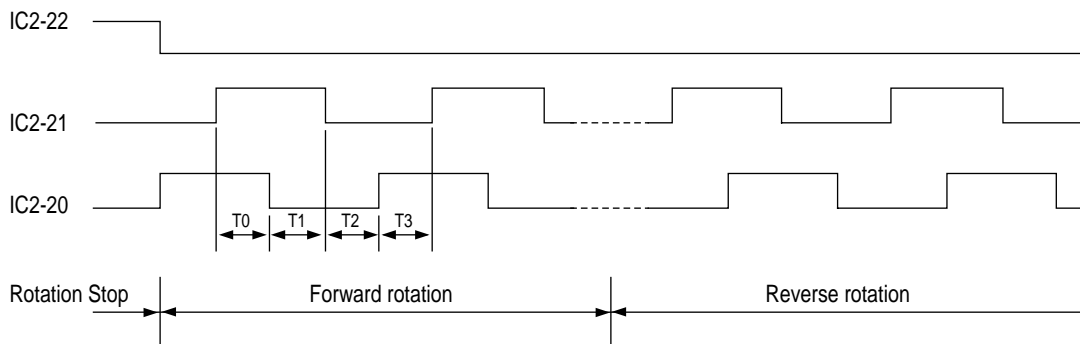 IC2-22
IC2-21
IC2-20
T0 T1 T2 T3
Rotation Stop Forward rotation Reverse rotation